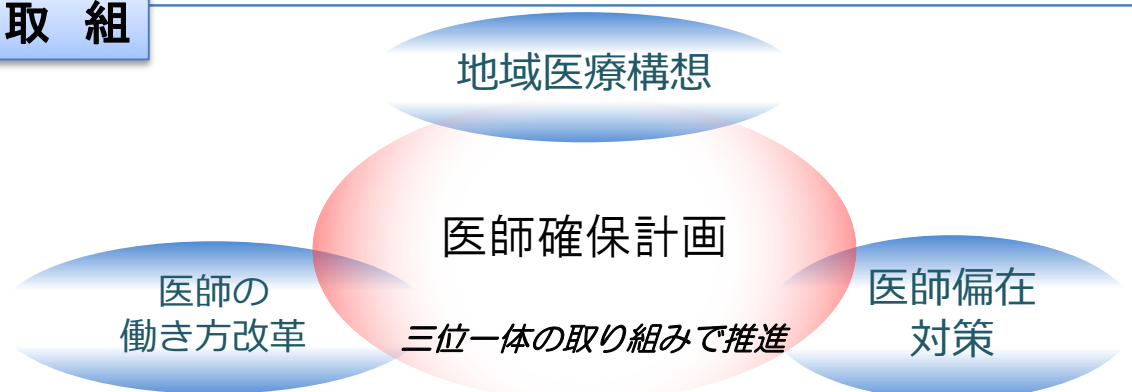 取 組
地域医療構想
医師確保計画
医師の
働き方改革
医師偏在
対策
三位一体の取り組みで推進